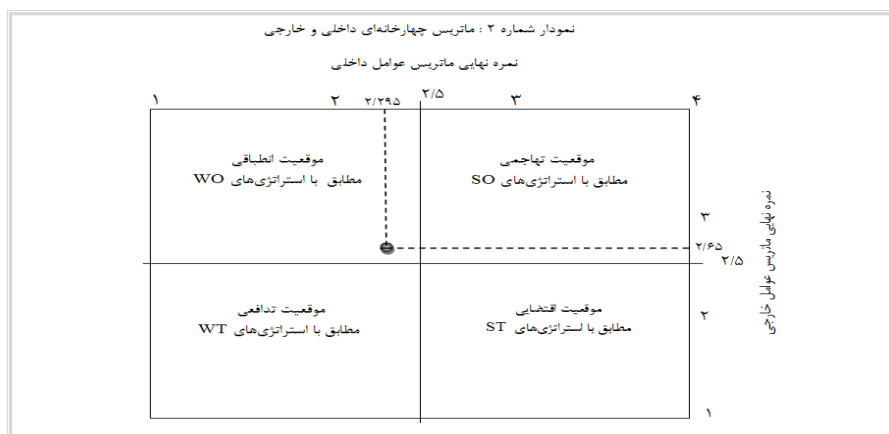 نمودار شماره ۲ : ماتریس چهارخانه‌ای داخلی و خارجی
نمره نهایی ماتریس عوامل داخلی
۱ ۲ ۲/۲۹۵ ۲/۵ ۳ ۴
موقعیت تهاجمی
مطابق با استراتژی‌های SO
موقعیت انطباقی
مطابق با استراتژی‌های WO
نمره نهایی ماتریس عوامل خارجی
۳
۲/۶۵
۲/۵
موقعیت اقتضایی
مطابق با استراتژی‌های ST
موقعیت تدافعی
مطابق با استراتژی‌های WT
۲
۱